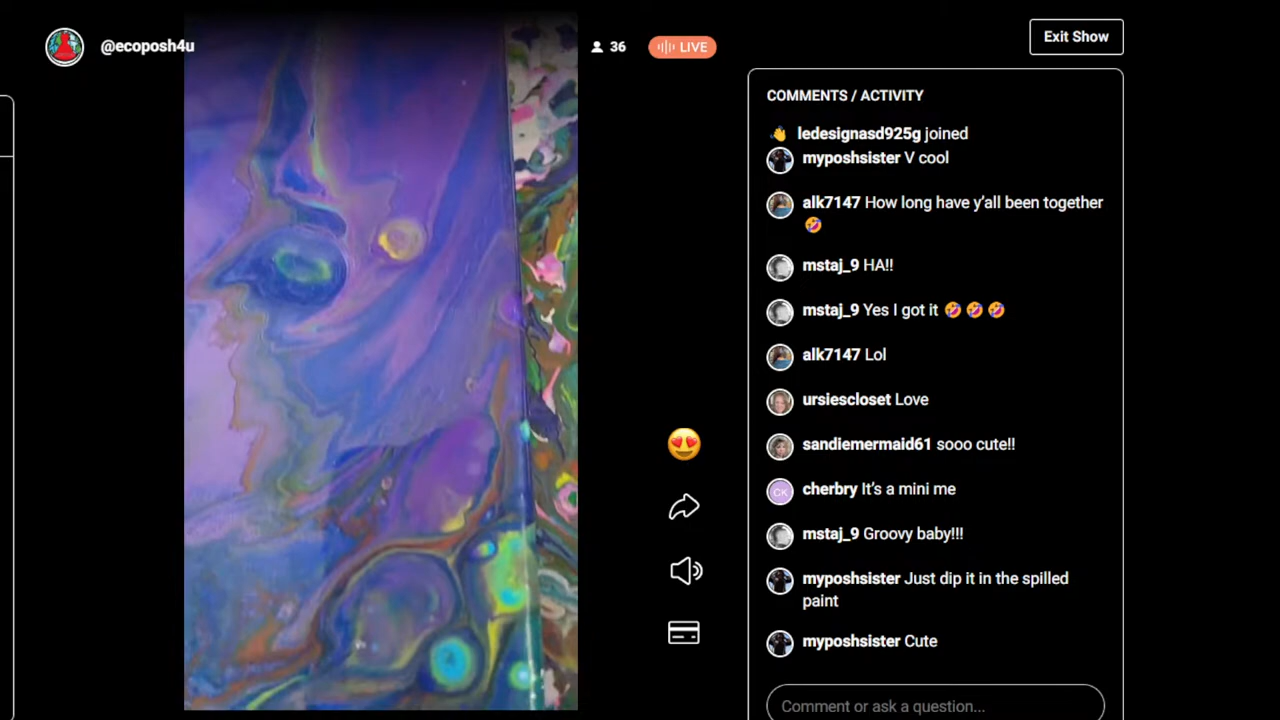 @ecoposh4u
36
LIVE
Exit Show
COMMENTS / ACTIVITY
👋 ledesignasd925g joined
myposhsister V cool
alk7147 How long have y'all been together
🤣
mstaj_9 HA!!
mstaj_9 Yes I got it 🤣🤣🤣
alk7147 Lol
ursiescloset Love
sandiemermaid61 sooo cute!!
CK
cherbry It's a mini me
mstaj_9 Groovy baby!!!
myposhsister Just dip it in the spilled
paint
myposhsister Cute
Comment or ask a question...